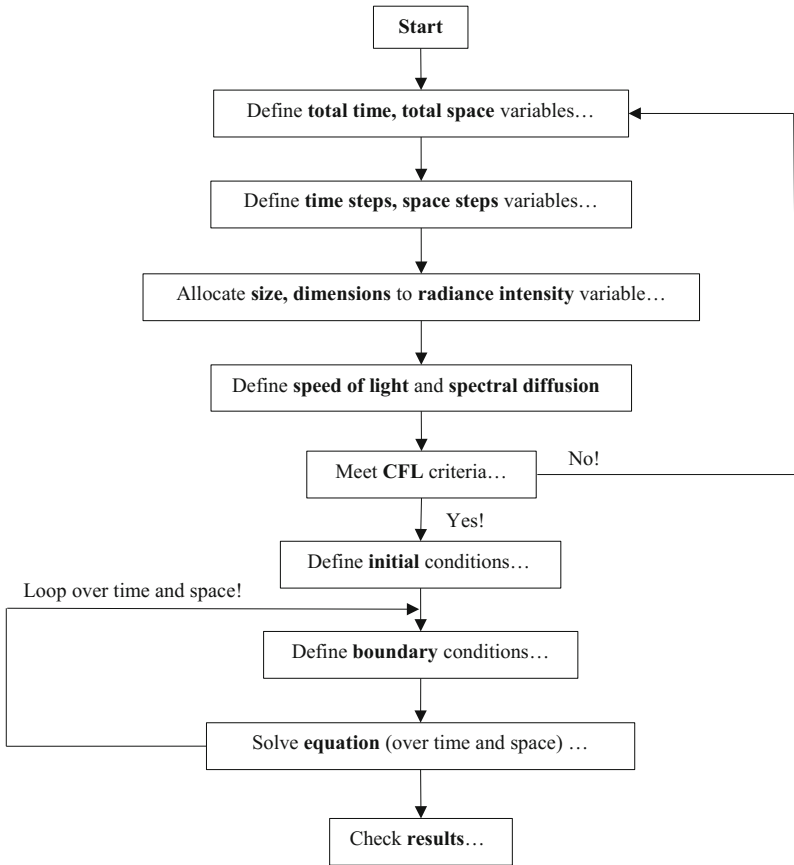 Start
Define total time, total space variables…
Define time steps, space steps variables…
Allocate size, dimensions to radiance intensity variable…
Define speed of light and spectral diffusion
Meet CFL criteria…
No!
Yes!
Define initial conditions…
Loop over time and space!
Define boundary conditions…
Solve equation (over time and space) …
Check results…